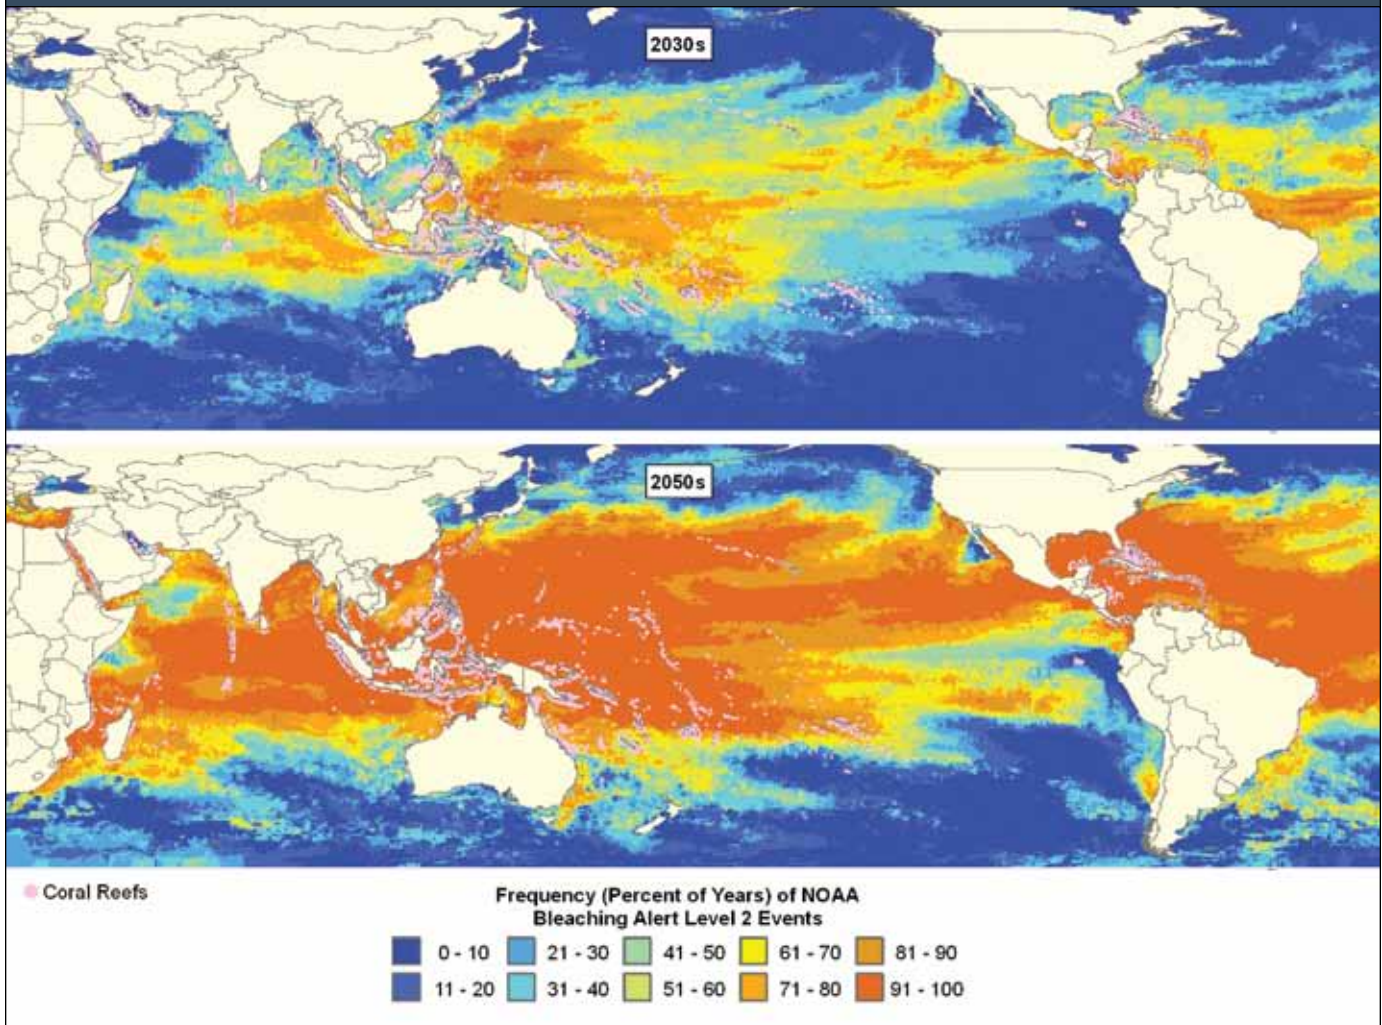 2030s
2050s
Coral Reefs
Frequency (Percent of Years) of NOAA
Bleaching Alert Level 2 Events
0 - 10
21 - 30
41 - 50
61 - 70
81 - 90
11 - 20
31 - 40
51 - 60
71 - 80
91 - 100